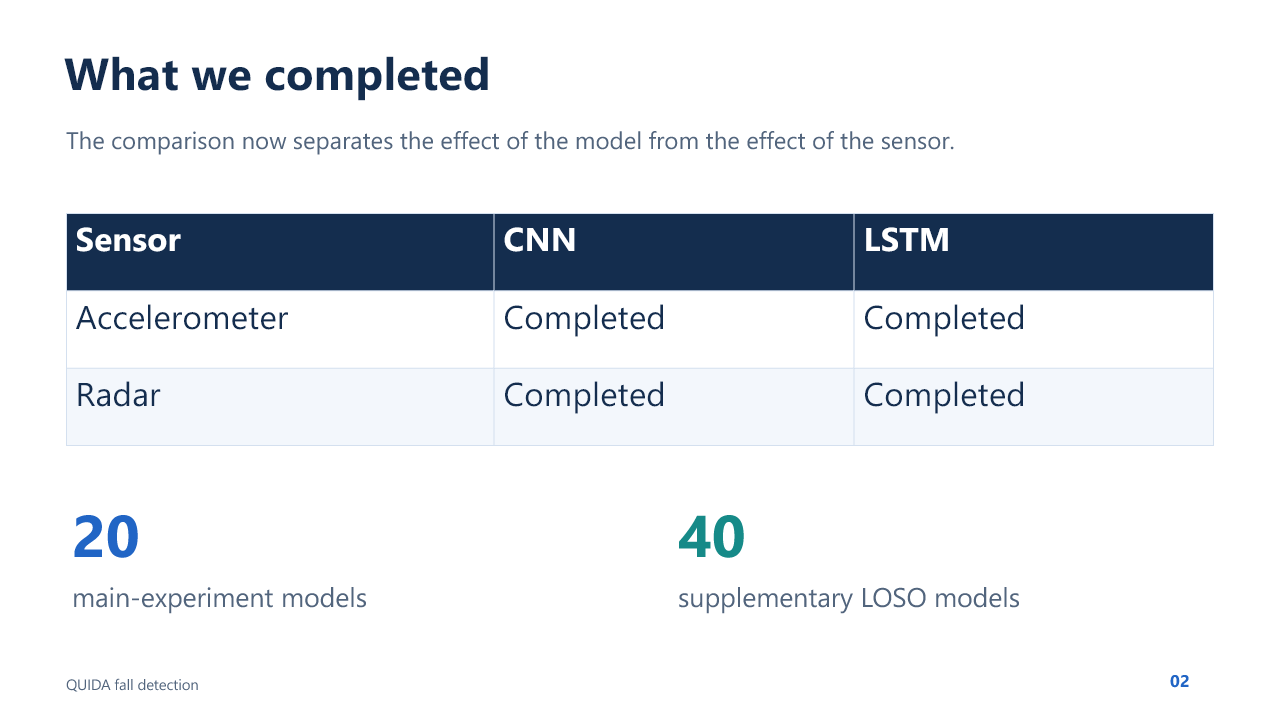 What we completed
The comparison now separates the effect of the model from the effect of the sensor.
Sensor CNN LSTM
Accelerometer Completed Completed
Radar Completed Completed
20 40
main-experiment models supplementary LOSO models
QUIDA fall detection 02